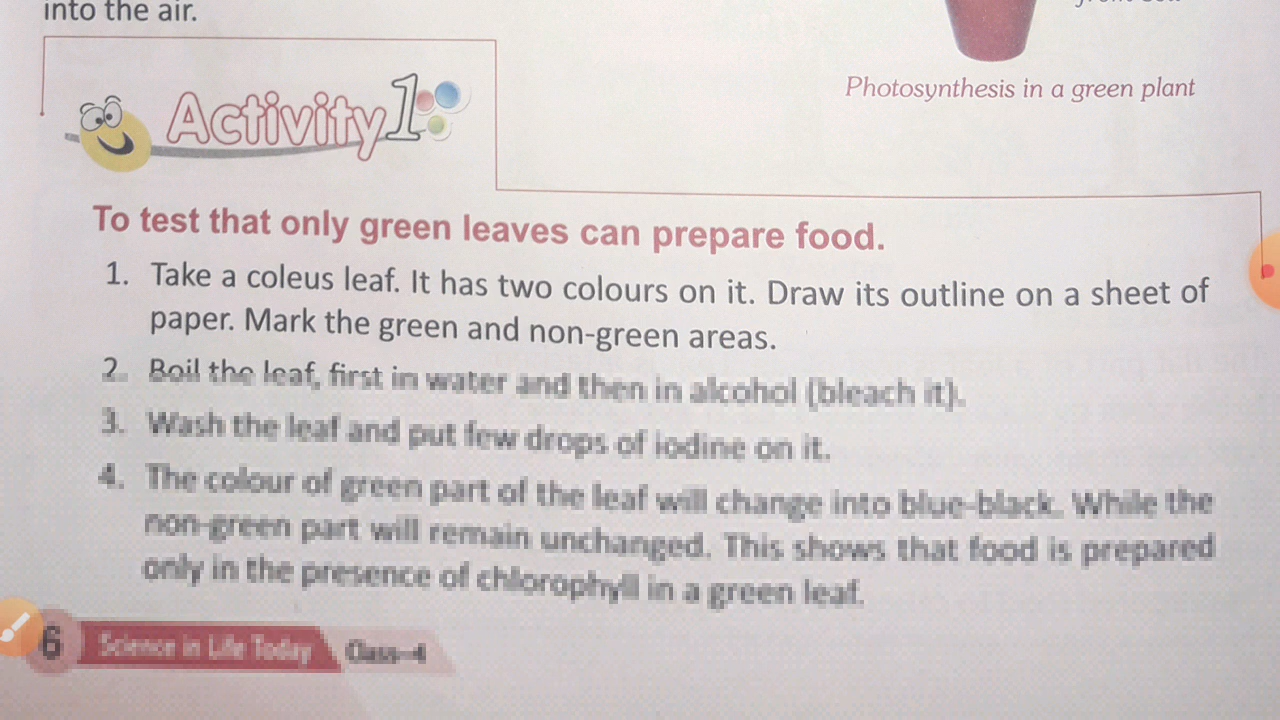 into the air.
Photosynthesis in a green plant
Activity 1
To test that only green leaves can prepare food.
1. Take a coleus leaf. It has two colours on it. Draw its outline on a sheet of
paper. Mark the green and non-green areas.
2. Boil the leaf, first in water and then in alcohol (bleach it).
3. Wash the leaf and put few drops of iodine on it.
4. The colour of green part of the leaf will change into blue-black. While the
non-green part will remain unchanged. This shows that food is prepared
only in the presence of chlorophyll in a green leaf.
6 Science in Life Today Class-4